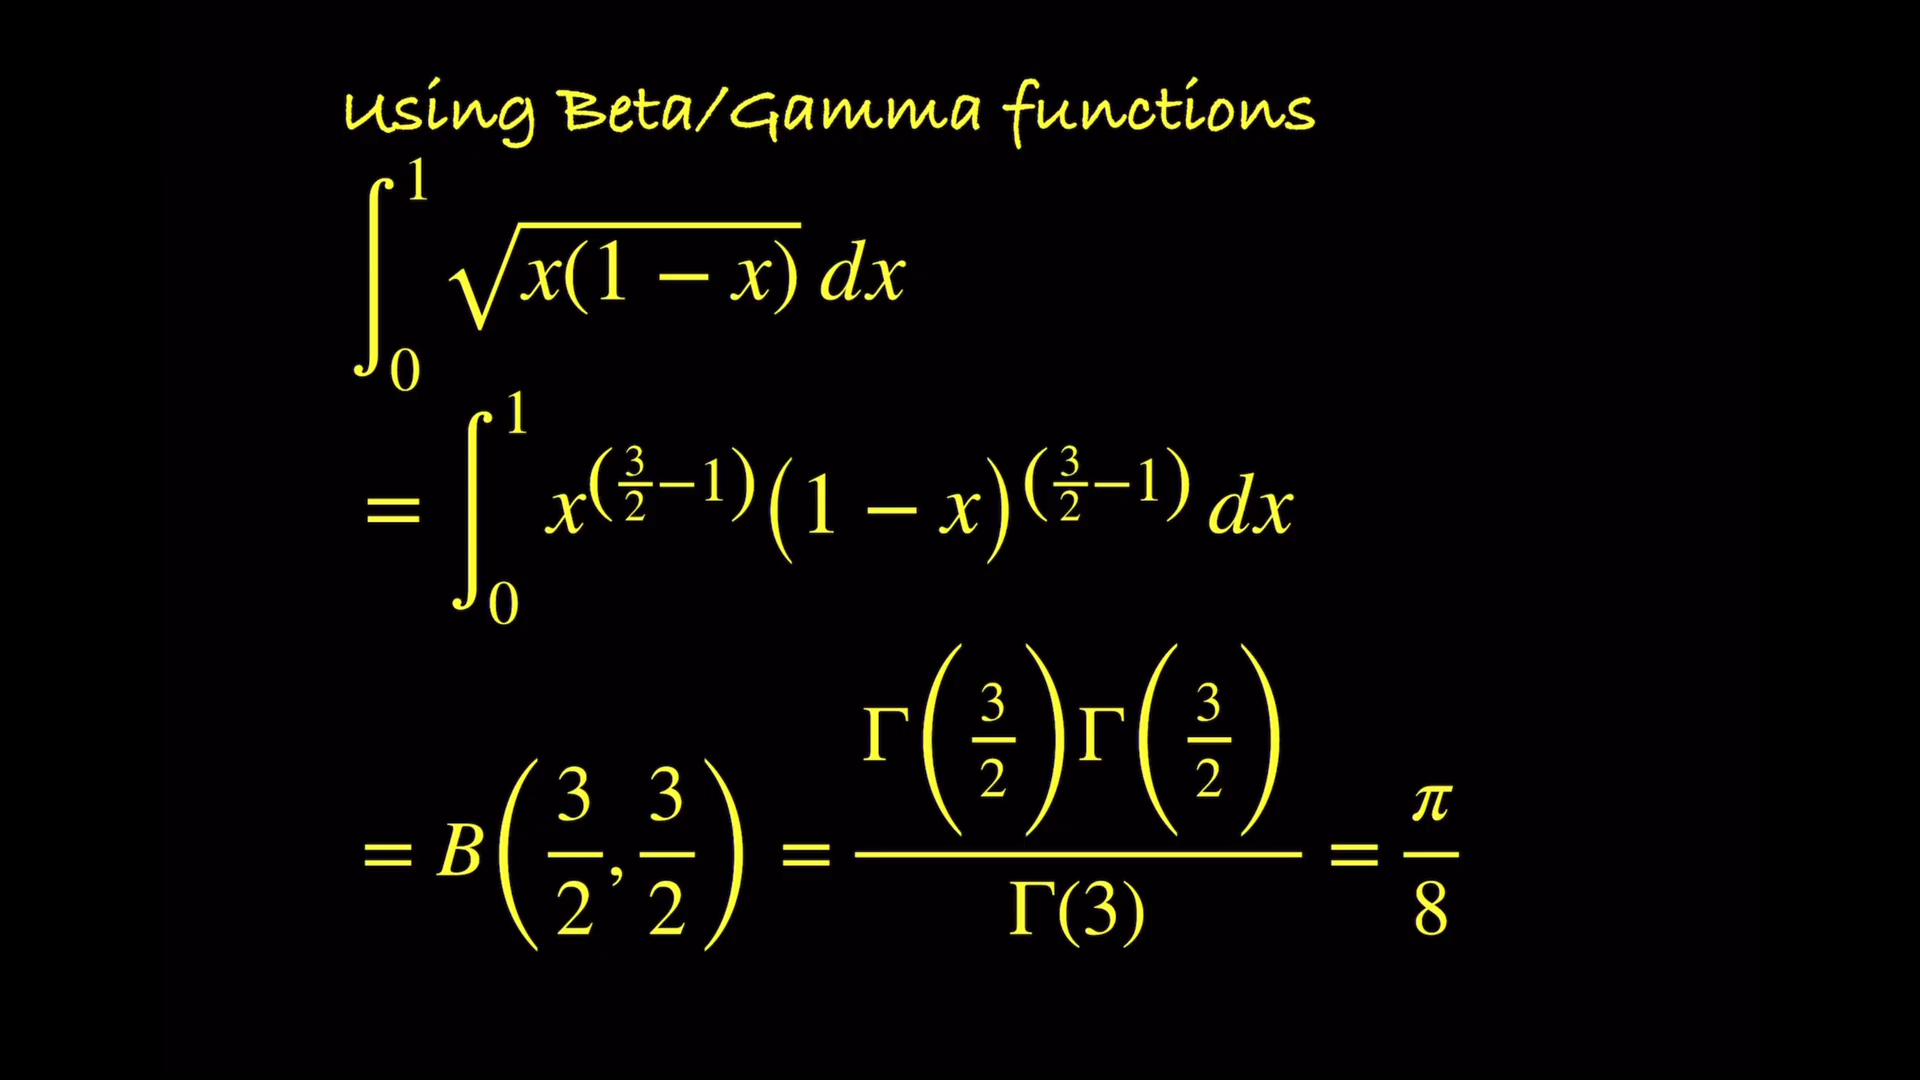 Using Beta/Gamma functions
∫₀¹ √(x(1 − x)) dx
= ∫₀¹ x^(3/2 − 1) (1 − x)^(3/2 − 1) dx
= B(3/2, 3/2) = Γ(3/2)Γ(3/2) / Γ(3) = π/8